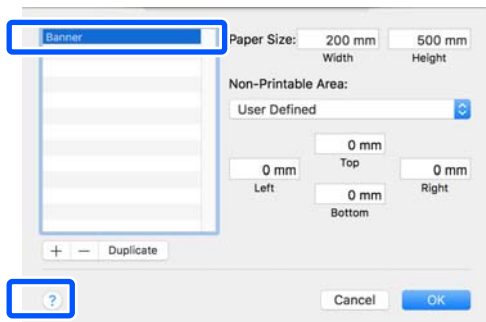 Banner
Paper Size: 200 mm 500 mm
Width Height
Non-Printable Area:
User Defined
0 mm
Top
0 mm 0 mm
Left Right
0 mm
Bottom
+ − Duplicate
? Cancel OK